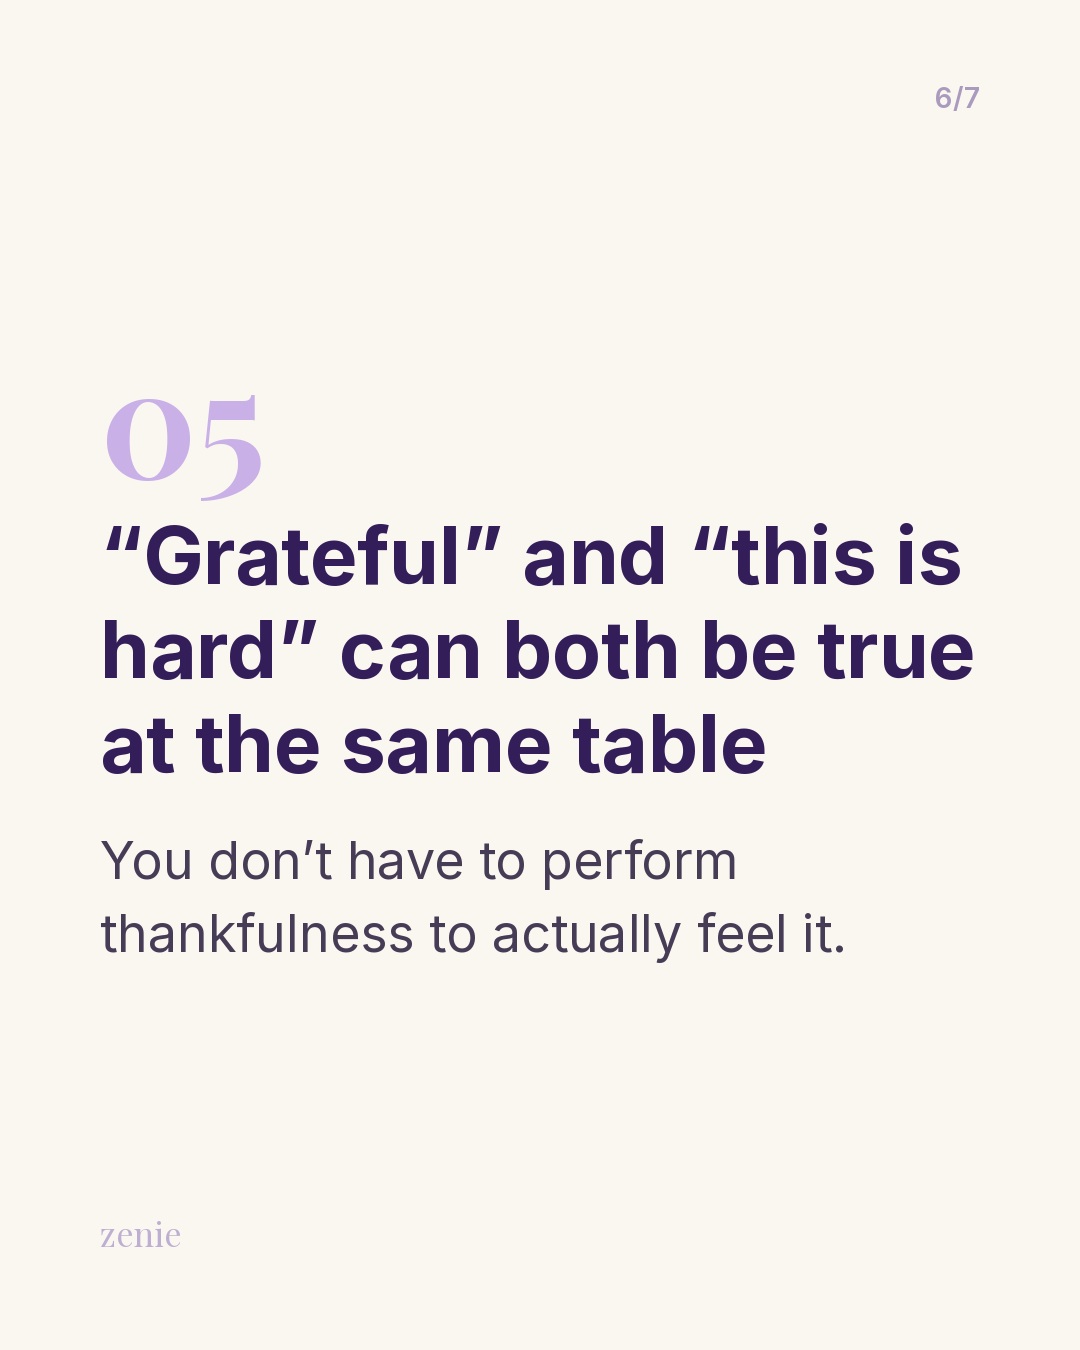 6/7
05
“Grateful” and “this is
hard” can both be true
at the same table
You don’t have to perform
thankfulness to actually feel it.
zenie